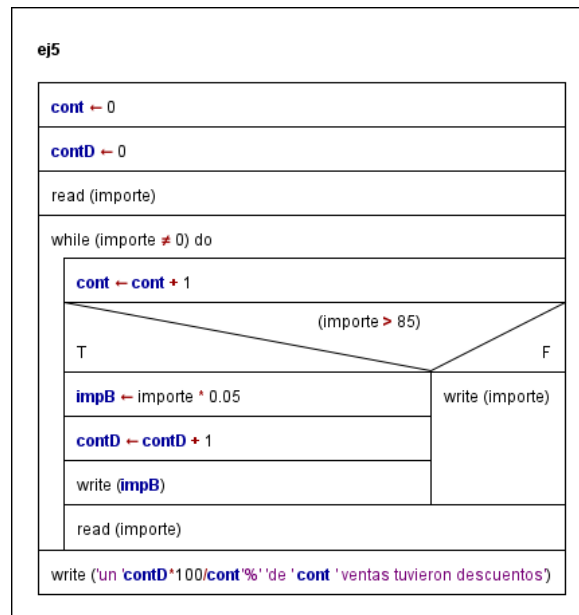 ej5
cont ← 0
contD ← 0
read (importe)
while (importe ≠ 0) do
cont ← cont + 1
(importe > 85)
T F
impB ← importe * 0.05
write (importe)
contD ← contD + 1
write (impB)
read (importe)
write ('un 'contD*100/cont'%' 'de ' cont ' ventas tuvieron descuentos')